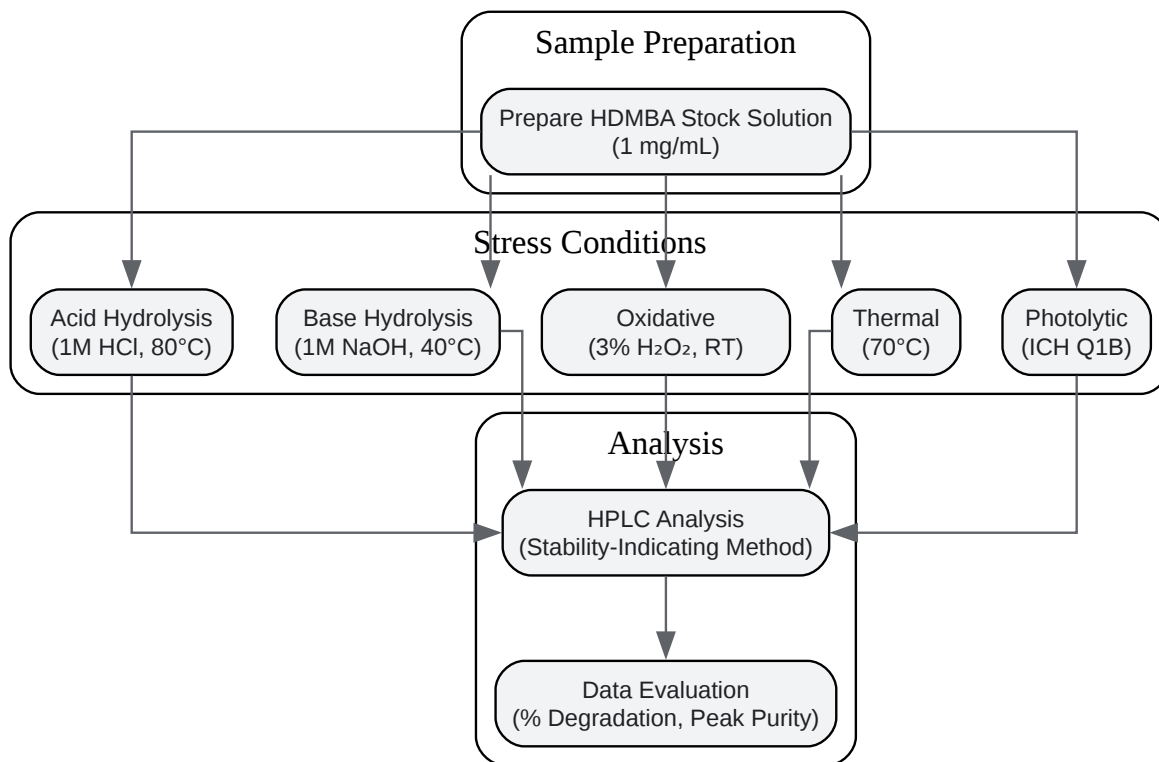 Sample Preparation
Prepare HDMBA Stock Solution
(1 mg/mL)
Stress Conditions
Acid Hydrolysis
(1M HCl, 80°C)
Base Hydrolysis
(1M NaOH, 40°C)
Oxidative
(3% H₂O₂, RT)
Thermal
(70°C)
Photolytic
(ICH Q1B)
Analysis
HPLC Analysis
(Stability-Indicating Method)
Data Evaluation
(% Degradation, Peak Purity)